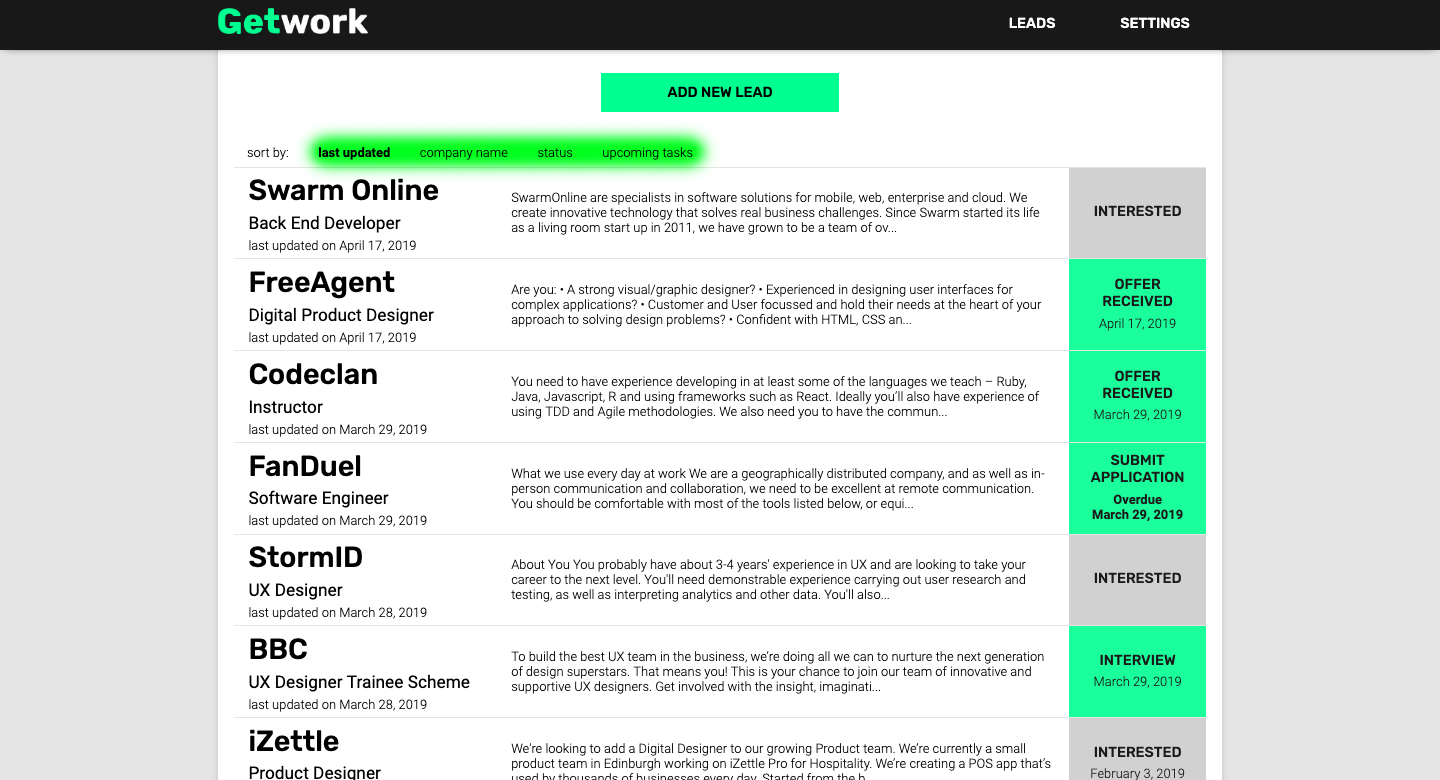 Getwork
LEADS
SETTINGS
ADD NEW LEAD
sort by: last updated company name status upcoming tasks
Swarm Online
Back End Developer
last updated on April 17, 2019
SwarmOnline are specialists in software solutions for mobile, web, enterprise and cloud. We
create innovative technology that solves real business challenges. Since Swarm started its life
as a living room start up in 2011, we have grown to be a team of ov...
INTERESTED
FreeAgent
Digital Product Designer
last updated on April 17, 2019
Are you: • A strong visual/graphic designer? • Experienced in designing user interfaces for
complex applications? • Customer and User focussed and hold their needs at the heart of your
approach to solving design problems? • Confident with HTML, CSS an...
OFFER
RECEIVED
April 17, 2019
Codeclan
Instructor
last updated on March 29, 2019
You need to have experience developing in at least some of the languages we teach – Ruby,
Java, Javascript, R and using frameworks such as React. Ideally you'll also have experience of
using TDD and Agile methodologies. We also need you to have the commun...
OFFER
RECEIVED
March 29, 2019
FanDuel
Software Engineer
last updated on March 29, 2019
What we use every day at work We are a geographically distributed company, and as well as in-
person communication and collaboration, we need to be excellent at remote communication.
You should be comfortable with most of the tools listed below, or equi...
SUBMIT
APPLICATION
Overdue
March 29, 2019
StormID
UX Designer
last updated on March 28, 2019
About You You probably have about 3-4 years' experience in UX and are looking to take your
career to the next level. You'll need demonstrable experience carrying out user research and
testing, as well as interpreting analytics and other data. You'll also...
INTERESTED
BBC
UX Designer Trainee Scheme
last updated on March 28, 2019
To build the best UX team in the business, we're doing all we can to nurture the next generation
of design superstars. That means you! This is your chance to join our team of innovative and
supportive UX designers. Get involved with the insight, imaginati...
INTERVIEW
March 29, 2019
iZettle
Product Designer
We're looking to add a Digital Designer to our growing Product team. We're currently a small
product team in Edinburgh working on iZettle Pro for Hospitality. We're creating a POS app that's
used by thousands of businesses every day. Started from the b...
INTERESTED
February 3, 2019